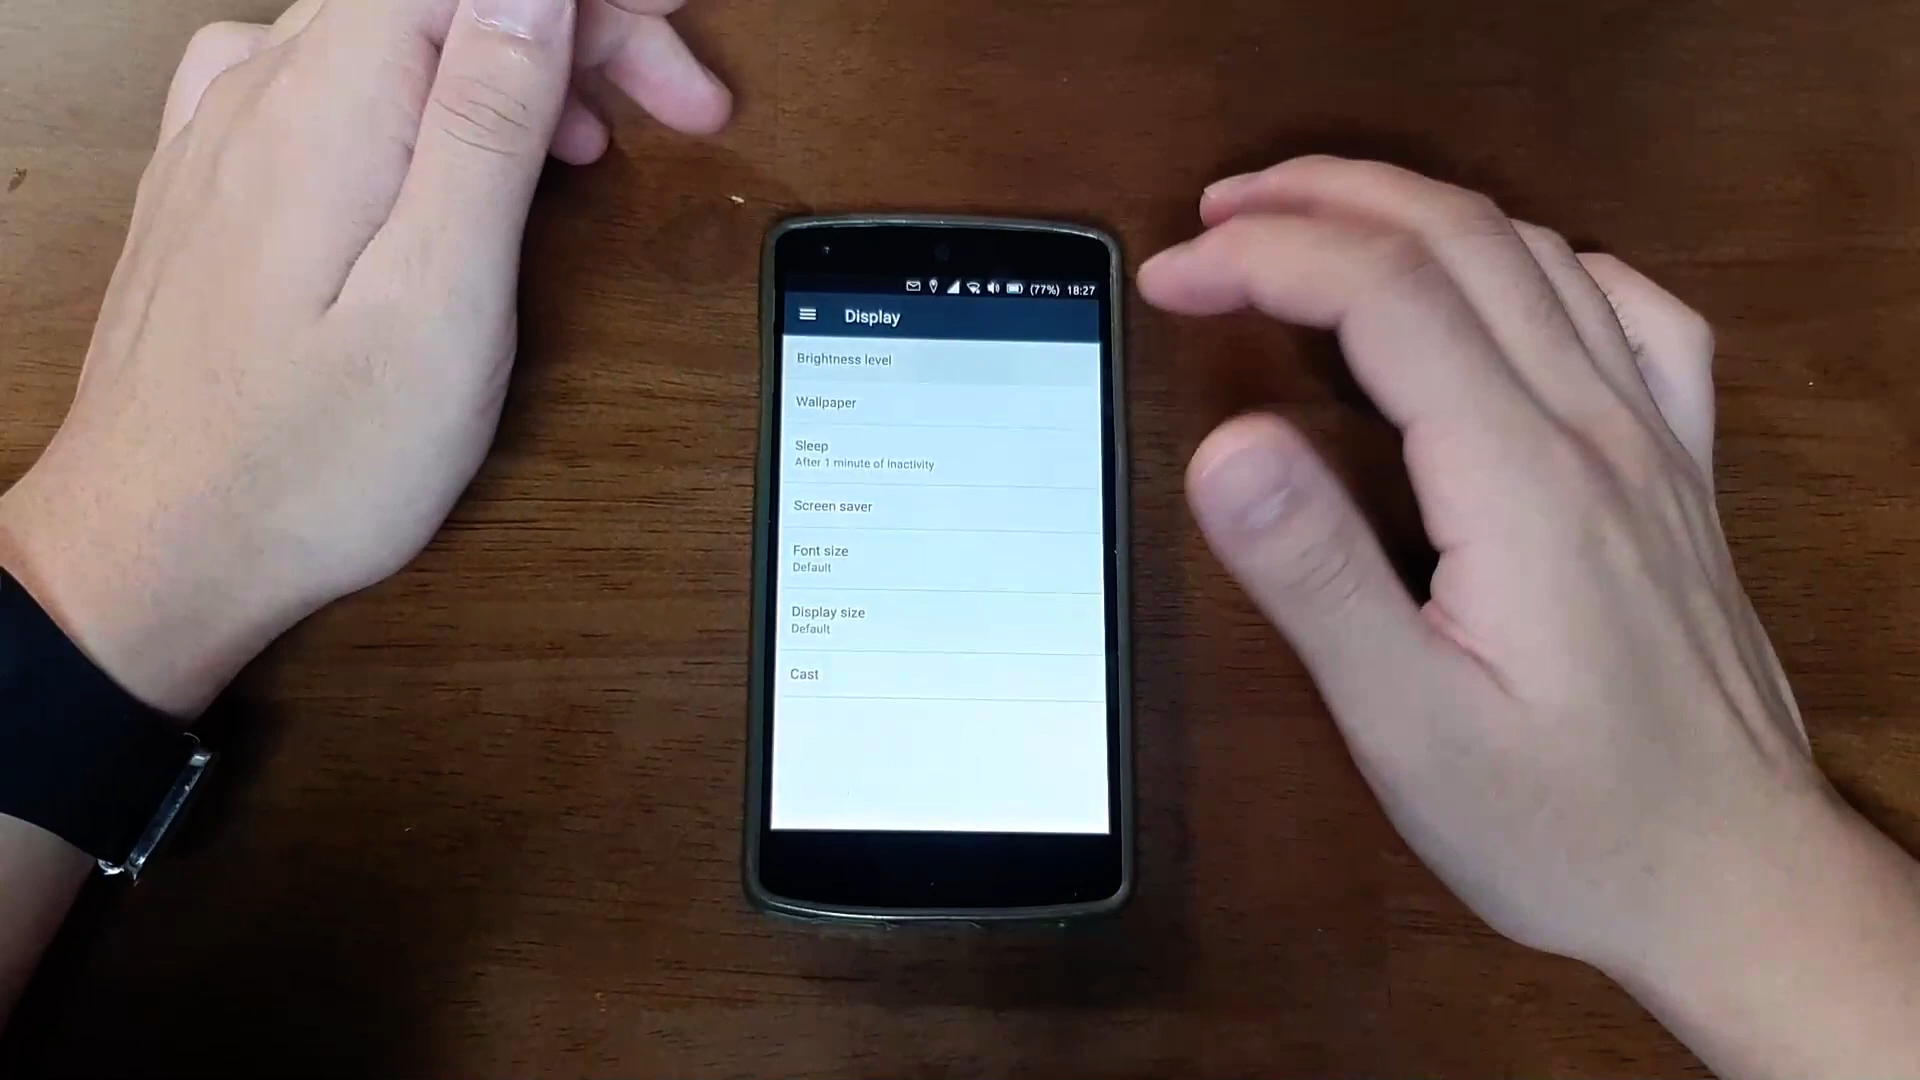 (77%) 18:27
Display
Brightness level
Wallpaper
Sleep
After 1 minute of inactivity
Screen saver
Font size
Default
Display size
Default
Cast